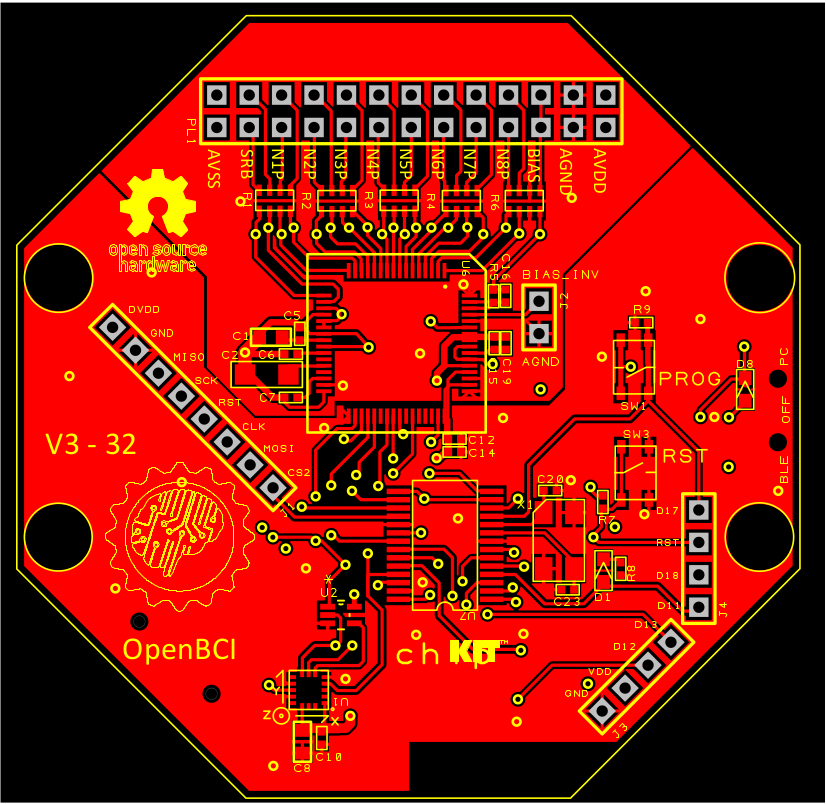 PL1
AVSS
SRB
N1P
N2P
N3P
N4P
N5P
N6P
N7P
N8P
BIAS
AGND
AVDD
R1
R2
R3
R4
R6
open source
hardware
U6
R5
C16
BIAS_INV
J2
AGND
DVDD
GND
MISO
SCK
RST
CLK
MOSI
CS2
J1
C5
C1
C2
C6
C7
C15
C19
R9
PROG
SW1
D8
PC
OFF
BLE
V3 - 32
C12
C14
SW3
RST
C20
X1
R7
D17
RST
D18
D11
J4
R8
D1
C23
U2
U7
D13
D12
VDD
GND
J3
OpenBCI
chipKIT™
Y
U1
Z
X
C8
C10